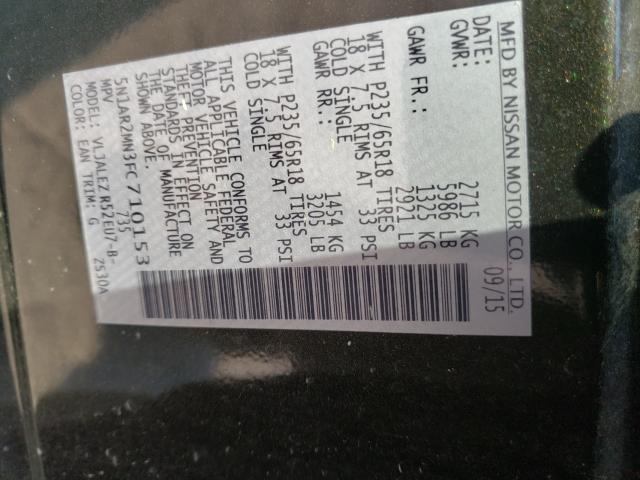 MFD BY NISSAN MOTOR CO., LTD.
DATE: 09/15
GVWR: 2715 KG
5986 LB
GAWR FR.: 1325 KG
2921 LB
WITH P235/65R18 TIRES
18 X 7.5 RIMS AT 33 PSI
COLD SINGLE
GAWR RR.: 1454 KG
3205 LB
WITH P235/65R18 TIRES
18 X 7.5 RIMS AT 33 PSI
COLD SINGLE
THIS VEHICLE CONFORMS TO
ALL APPLICABLE FEDERAL
MOTOR VEHICLE SAFETY AND
THEFT PREVENTION
STANDARDS IN EFFECT ON
THE DATE OF MANUFACTURE
SHOWN ABOVE.
5N1AR2MN3FC710153
MPV 735
MODEL: VLJALEZ R52EU7-B-
COLOR: EAN TRIM: G ZS30A